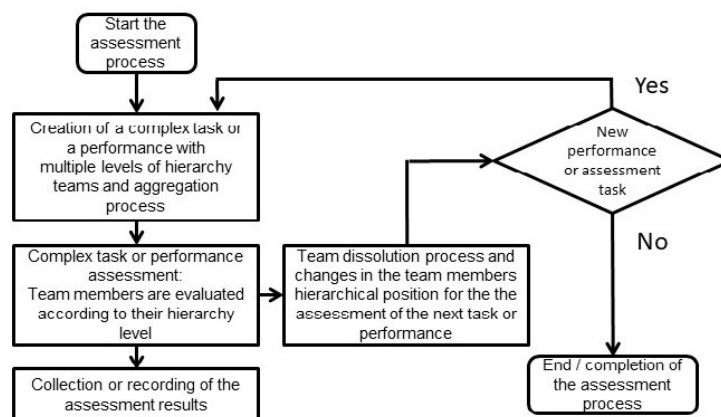 Start the
assessment
process
Creation of a complex task or
a performance with
multiple levels of hierarchy
teams and aggregation
process
Complex task or performance
assessment:
Team members are evaluated
according to their hierarchy
level
Collection or recording of the
assessment results
Team dissolution process and
changes in the team members
hierarchical position for the the
assessment of the next task or
performance
Yes
New
performance
or assessment
task
No
End / completion of
the assessment
process